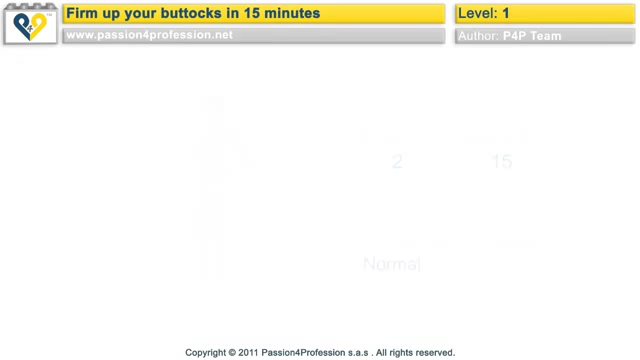 Firm up your buttocks in 15 minutes
Level: 1
www.passion4profession.net
Author: P4P Team
2 15
Normal
Copyright © 2011 Passion4Profession s.a.s . All rights reserved.